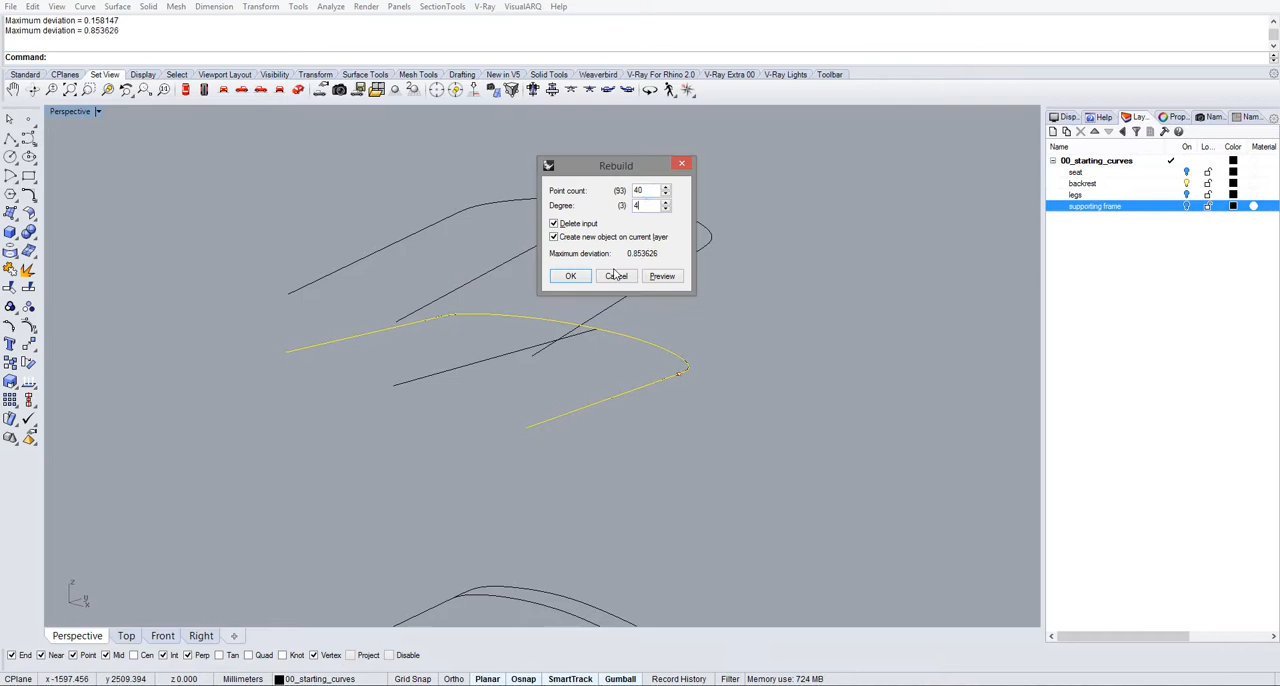 File Edit View Curve Surface Solid Mesh Dimension Transform Tools Analyze Render Panels SectionTools V-Ray VisualARQ Help
Maximum deviation = 0.158147
Maximum deviation = 0.853626
Command:
Standard CPlanes Set View Display Select Viewport Layout Visibility Transform Surface Tools Mesh Tools Drafting New in V5 Solid Tools Weaverbird V-Ray For Rhino 2.0 V-Ray Extra 00 V-Ray Lights Toolbar
Perspective
Disp... Help Lay... Prop... Nam... Nam...
Name On Lo... Color Material
00_starting_curves
seat
backrest
legs
supporting frame
Rebuild
Point count: (93) 40
Degree: (3) 4
Delete input
Create new object on current layer
Maximum deviation: 0.853626
OK Cancel Preview
z
y
x
Perspective Top Front Right
End Near Point Mid Cen Int Perp Tan Quad Knot Vertex Project Disable
CPlane x -1597.456 y 2509.394 z 0.000 Millimeters 00_starting_curves Grid Snap Ortho Planar Osnap SmartTrack Gumball Record History Filter Memory use: 724 MB